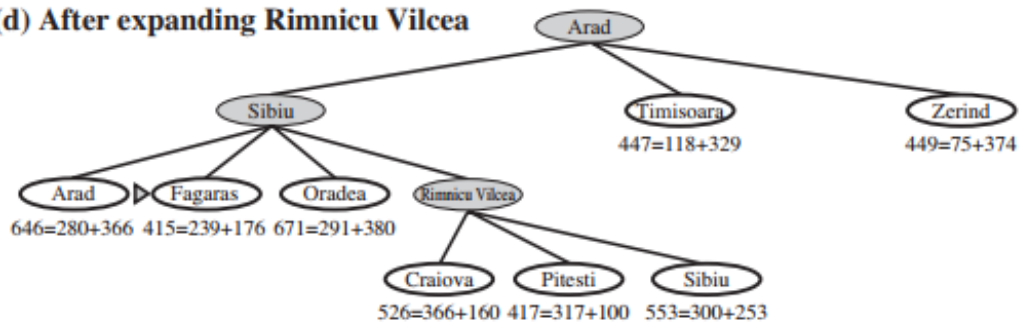 (d) After expanding Rimnicu Vilcea
Arad
Sibiu
Timisoara
Zerind
447=118+329
449=75+374
Arad
Fagaras
Oradea
Rimnicu Vilcea
646=280+366
415=239+176
671=291+380
Craiova
Pitesti
Sibiu
526=366+160
417=317+100
553=300+253